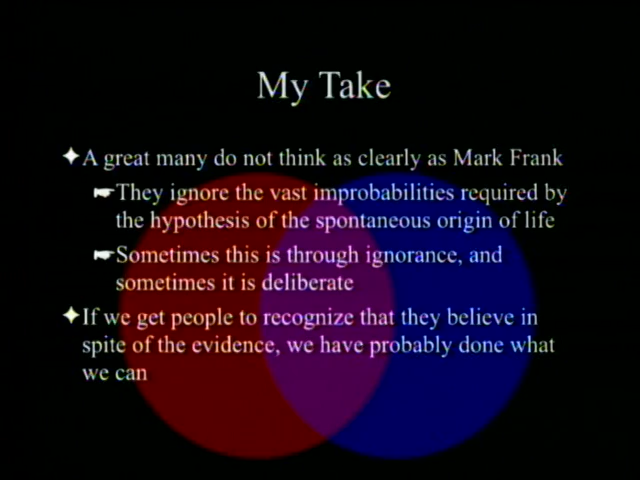 My Take
A great many do not think as clearly as Mark Frank
They ignore the vast improbabilities required by
the hypothesis of the spontaneous origin of life
Sometimes this is through ignorance, and
sometimes it is deliberate
If we get people to recognize that they believe in
spite of the evidence, we have probably done what
we can